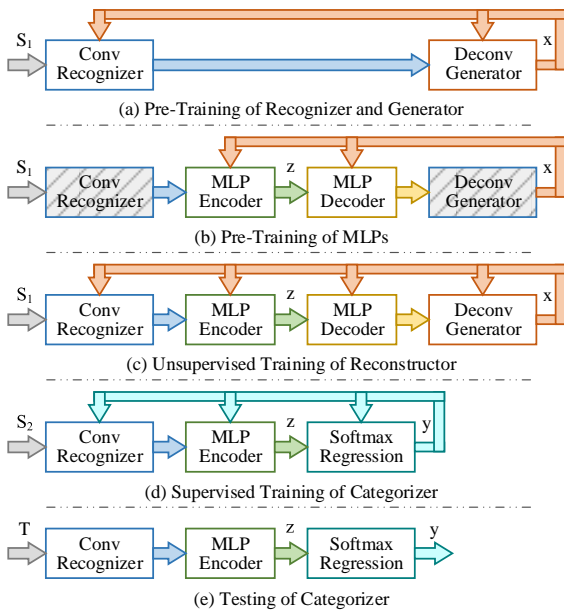 S1
Conv
Recognizer
Deconv
Generator
x
(a) Pre-Training of Recognizer and Generator
S1
Conv
Recognizer
MLP
Encoder
z
MLP
Decoder
Deconv
Generator
x
(b) Pre-Training of MLPs
S1
Conv
Recognizer
MLP
Encoder
z
MLP
Decoder
Deconv
Generator
x
(c) Unsupervised Training of Reconstructor
S2
Conv
Recognizer
MLP
Encoder
z
Softmax
Regression
y
(d) Supervised Training of Categorizer
T
Conv
Recognizer
MLP
Encoder
z
Softmax
Regression
y
(e) Testing of Categorizer